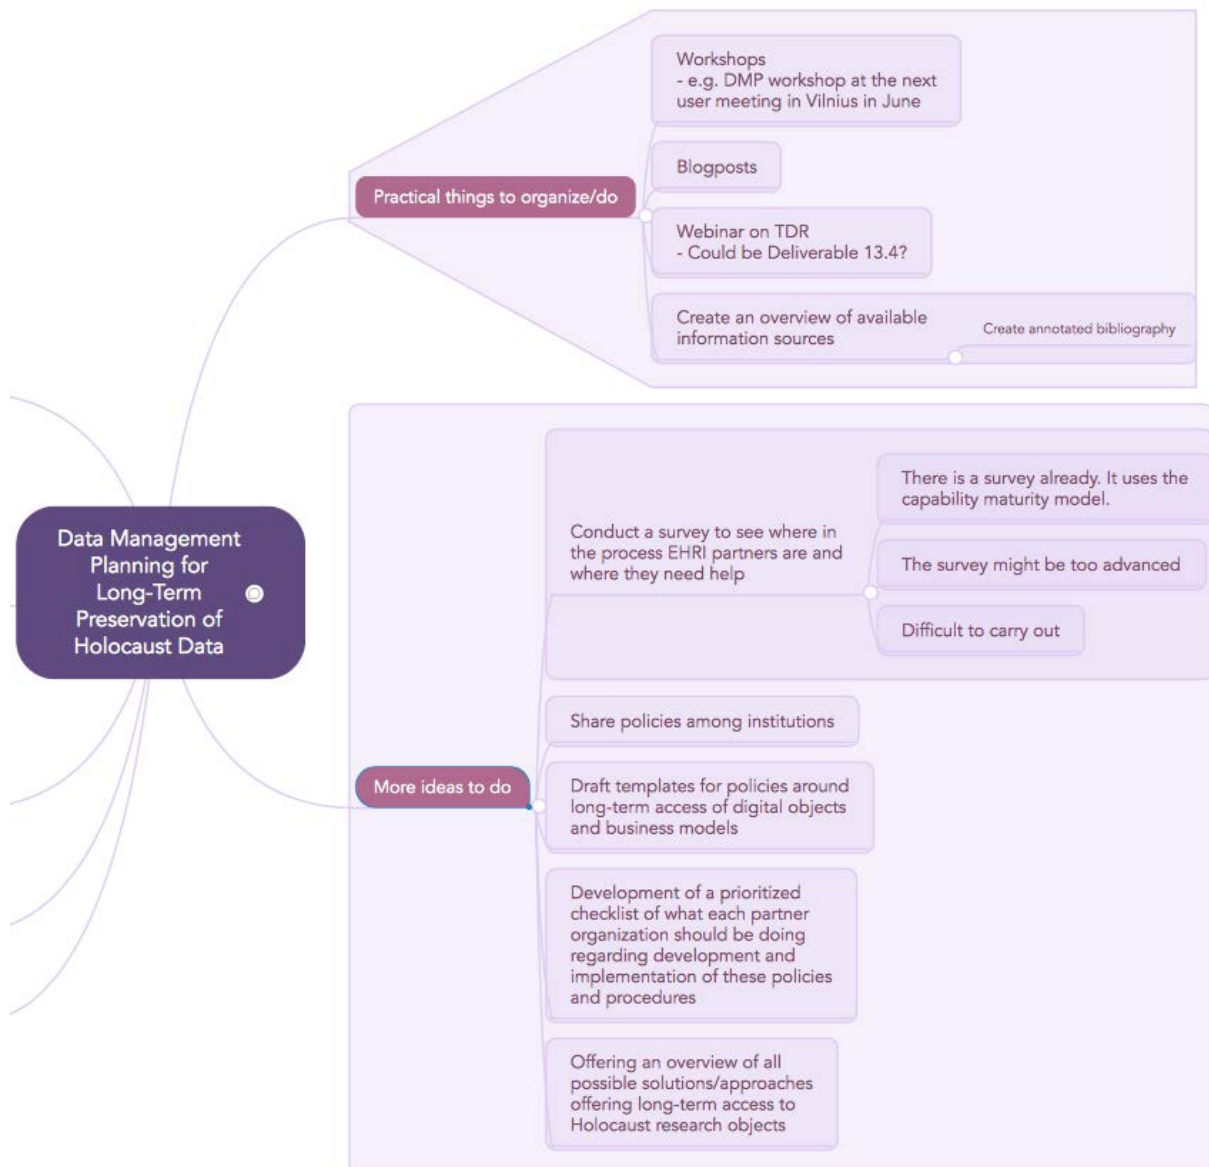 Workshops
- e.g. DMP workshop at the next
user meeting in Vilnius in June
Blogposts
Practical things to organize/do
Webinar on TDR
- Could be Deliverable 13.4?
Create an overview of available
information sources
Create annotated bibliography
Data Management
Planning for
Long-Term
Preservation of
Holocaust Data
Conduct a survey to see where in
the process EHRI partners are and
where they need help
There is a survey already. It uses the
capability maturity model.
The survey might be too advanced
Difficult to carry out
More ideas to do
Share policies among institutions
Draft templates for policies around
long-term access of digital objects
and business models
Development of a prioritized
checklist of what each partner
organization should be doing
regarding development and
implementation of these policies
and procedures
Offering an overview of all
possible solutions/approaches
offering long-term access to
Holocaust research objects